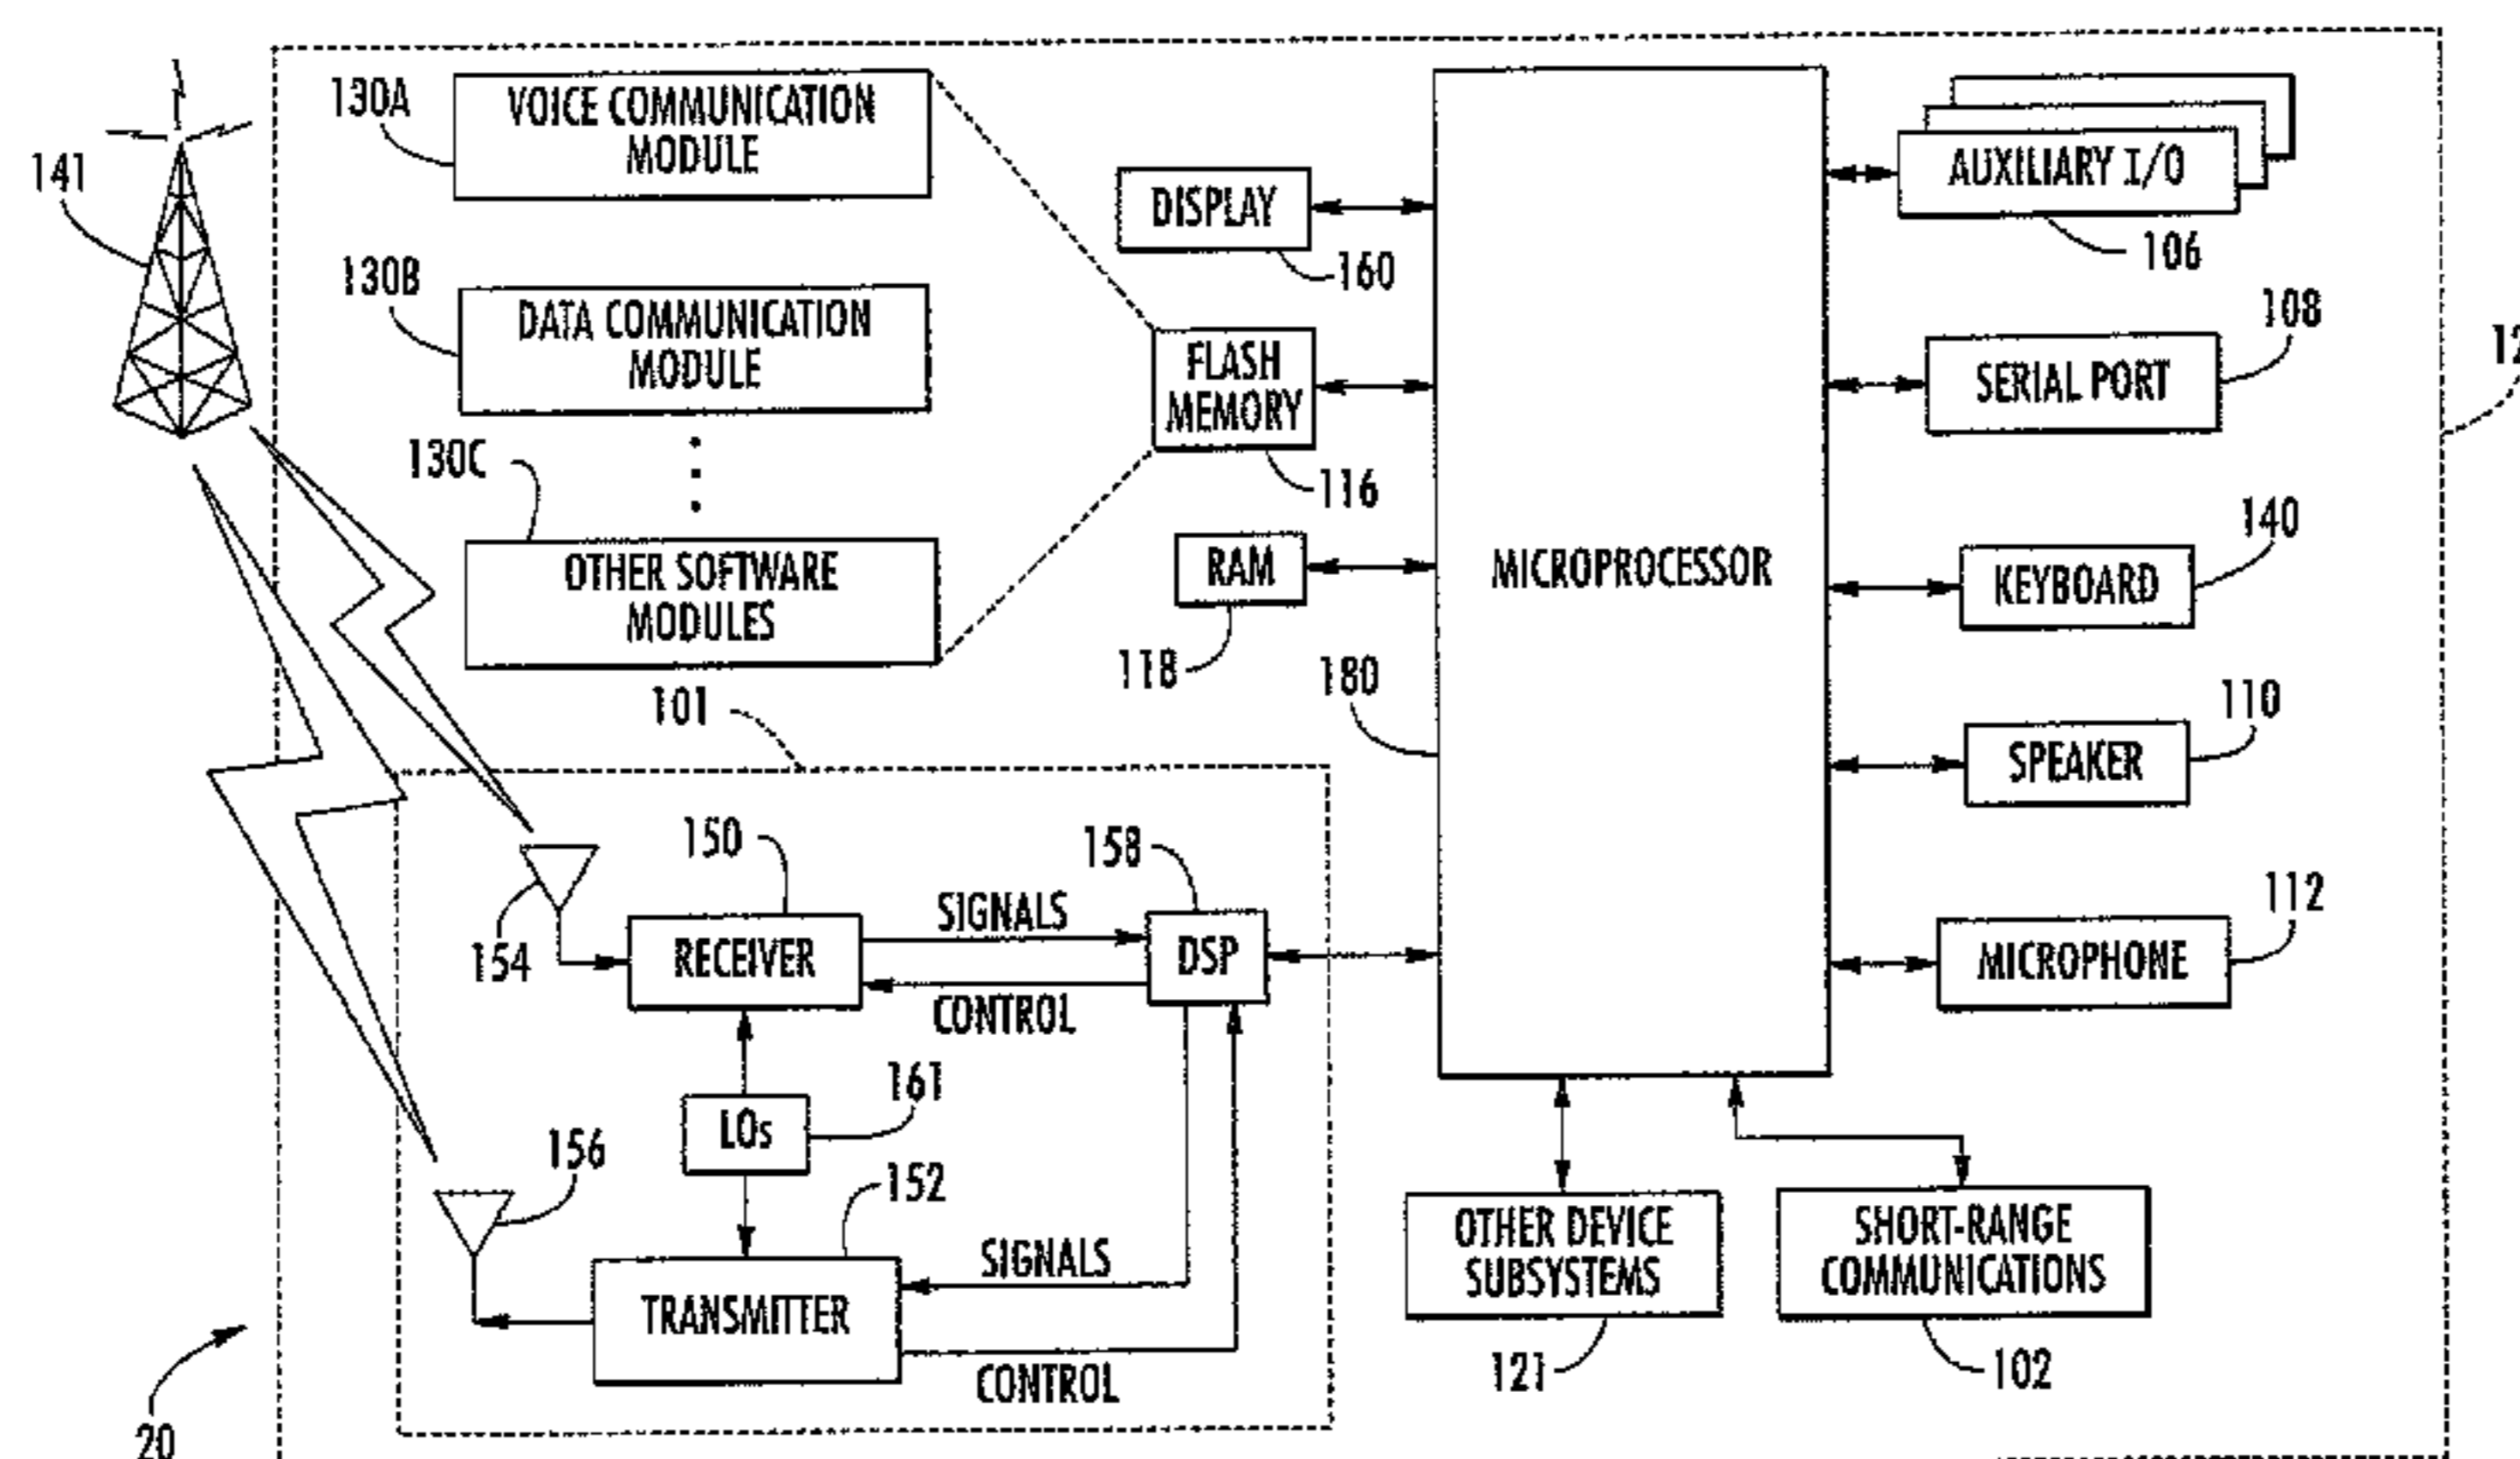 130A
VOICE COMMUNICATION
MODULE
141
DISPLAY
160
AUXILIARY I/O
106
130B
DATA COMMUNICATION
MODULE
FLASH
MEMORY
116
SERIAL PORT
108
130C
OTHER SOFTWARE
MODULES
RAM
118
MICROPROCESSOR
180
KEYBOARD
140
101
SPEAKER
110
150
158
154
RECEIVER
SIGNALS
CONTROL
DSP
MICROPHONE
112
LOs
161
156
152
TRANSMITTER
SIGNALS
CONTROL
OTHER DEVICE
SUBSYSTEMS
121
SHORT-RANGE
COMMUNICATIONS
102
20